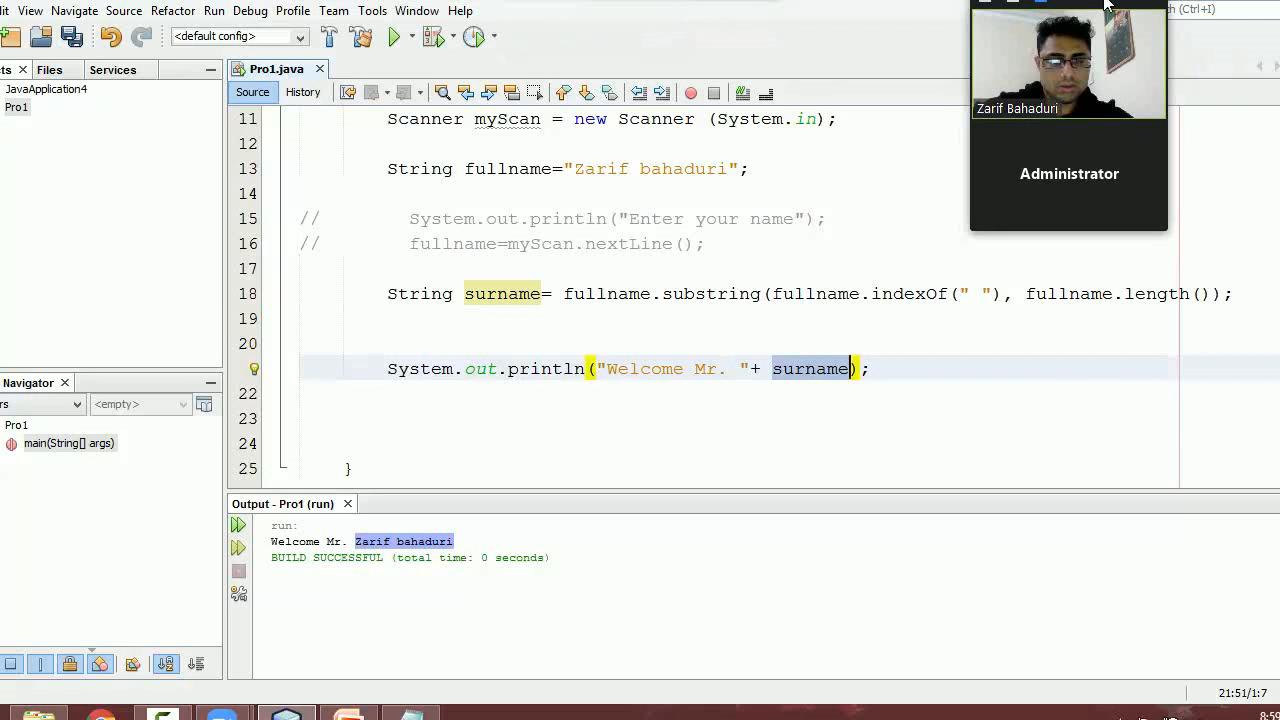 it View Navigate Source Refactor Run Debug Profile Team Tools Window Help
h (Ctrl+I)
<default config>
cts Files Services
Pro1.java
JavaApplication4
Pro1
Source History
Zarif Bahaduri
Administrator
11 Scanner myScan = new Scanner (System.in);
12
13 String fullname="Zarif bahaduri";
14
15 // System.out.println("Enter your name");
16 // fullname=myScan.nextLine();
17
18 String surname= fullname.substring(fullname.indexOf(" "), fullname.length());
19
20
System.out.println("Welcome Mr. "+ surname);
22
23
24
25 }
Navigator
rs <empty>
Pro1
main(String[] args)
Output - Pro1 (run)
run:
Welcome Mr. Zarif bahaduri
BUILD SUCCESSFUL (total time: 0 seconds)
21:51/1:7